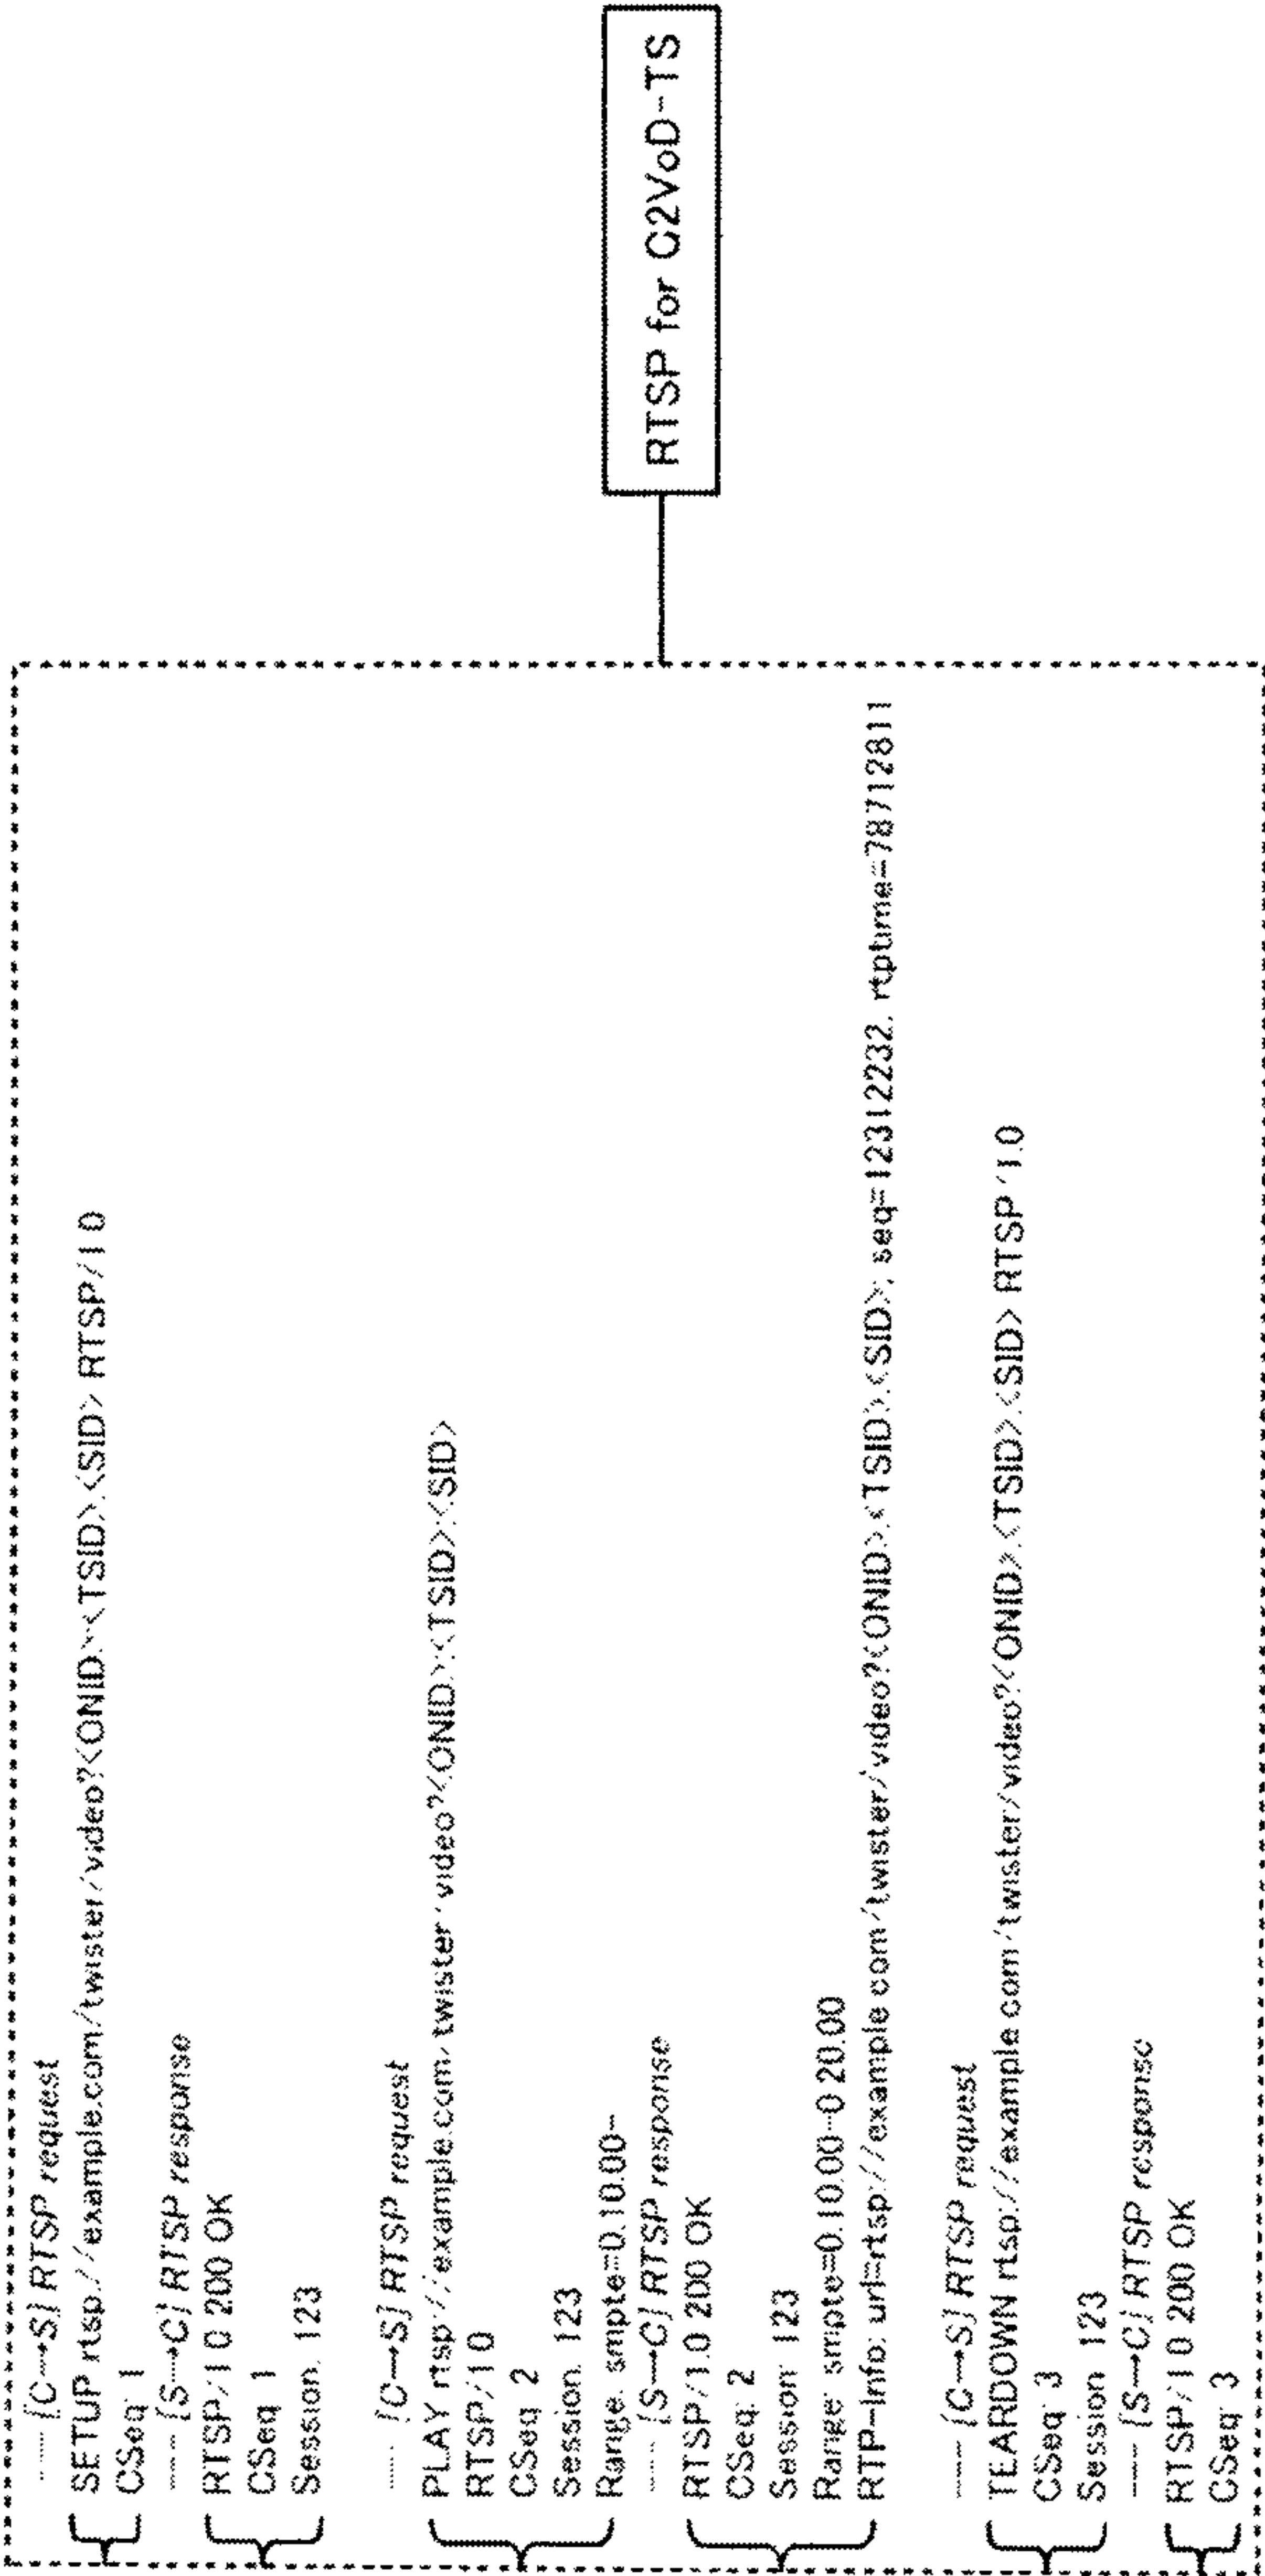 [C→S] RTSP request
SETUP rtsp://example.com/twister/video?<ONID>.<TSID>.<SID> RTSP/1.0
CSeq: 1
[S→C] RTSP response
RTSP/1.0 200 OK
CSeq: 1
Session: 123
[C→S] RTSP request
PLAY rtsp://example.com/twister/video?<ONID>.<TSID>.<SID>
RTSP/1.0
CSeq: 2
Session: 123
Range: smpte=0:10:00-
[S→C] RTSP response
RTSP/1.0 200 OK
CSeq: 2
Session: 123
Range: smpte=0:10:00-0:20:00
RTP-Info: url=rtsp://example.com/twister/video?<ONID>.<TSID>.<SID>; seq=12312232, rtptime=78712811
[C→S] RTSP request
TEARDOWN rtsp://example.com/twister/video?<ONID>.<TSID>.<SID> RTSP/1.0
CSeq: 3
Session: 123
[S→C] RTSP response
RTSP/1.0 200 OK
CSeq: 3
RTSP for C2VoD-TS